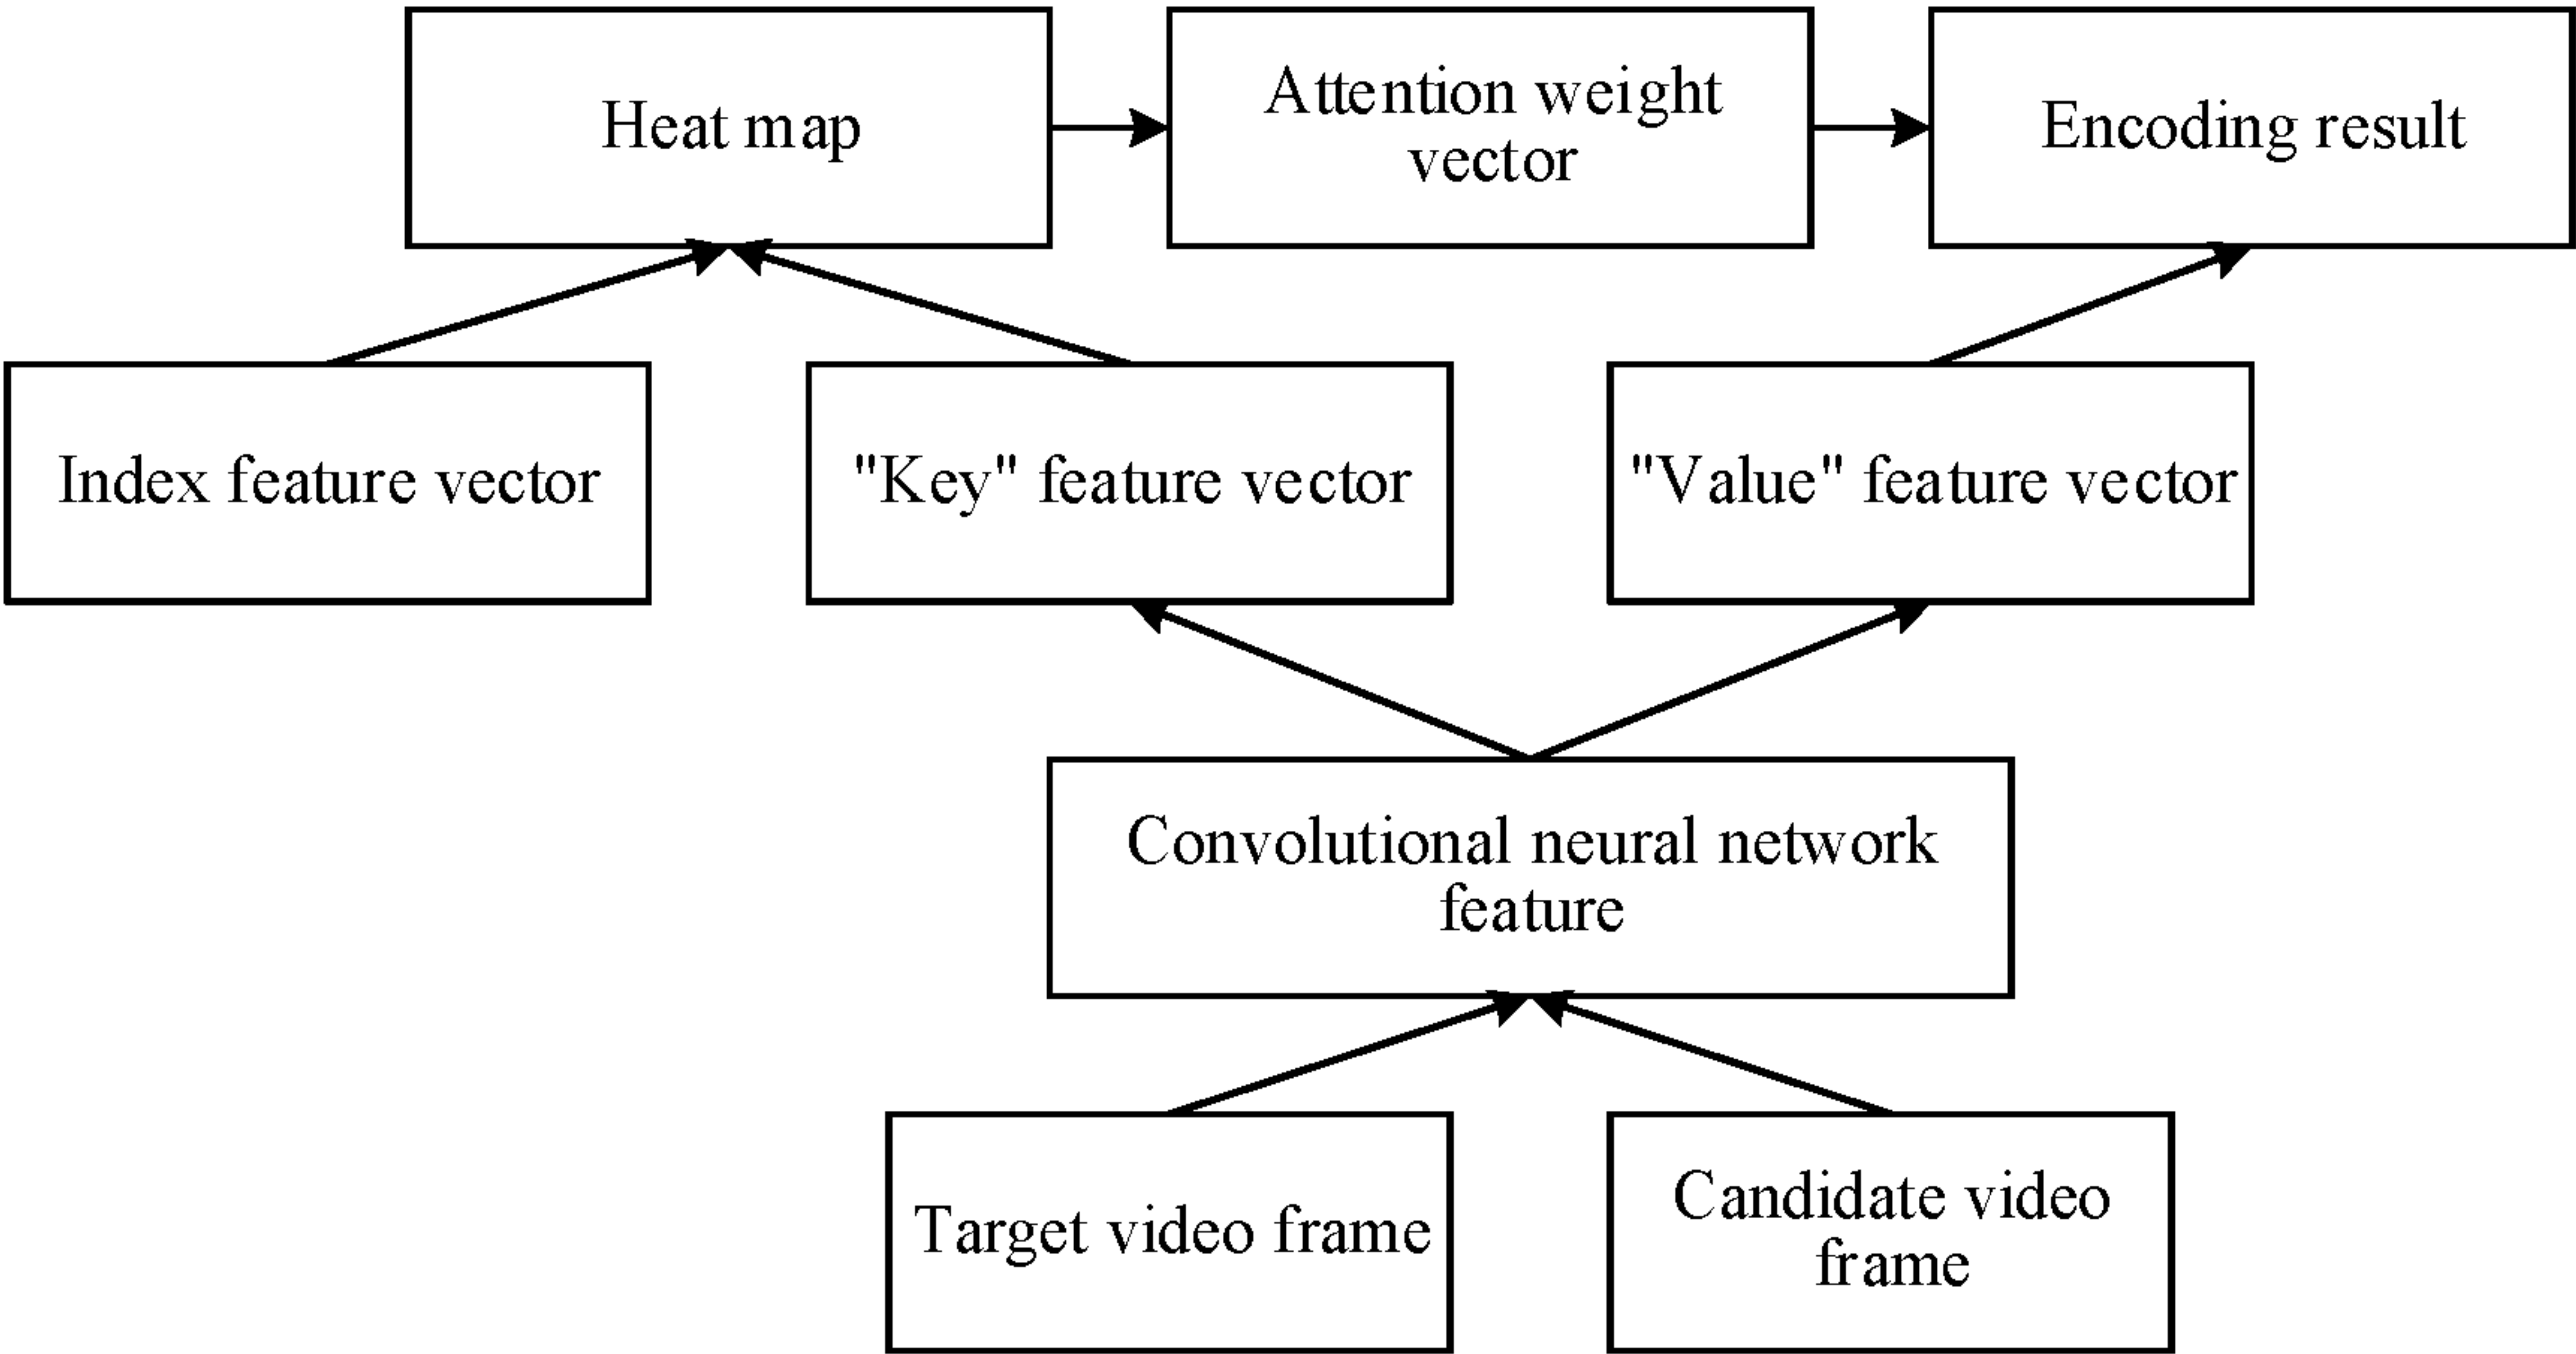 Heat map
Attention weight
vector
Encoding result
Index feature vector
"Key" feature vector
"Value" feature vector
Convolutional neural network
feature
Target video frame
Candidate video
frame